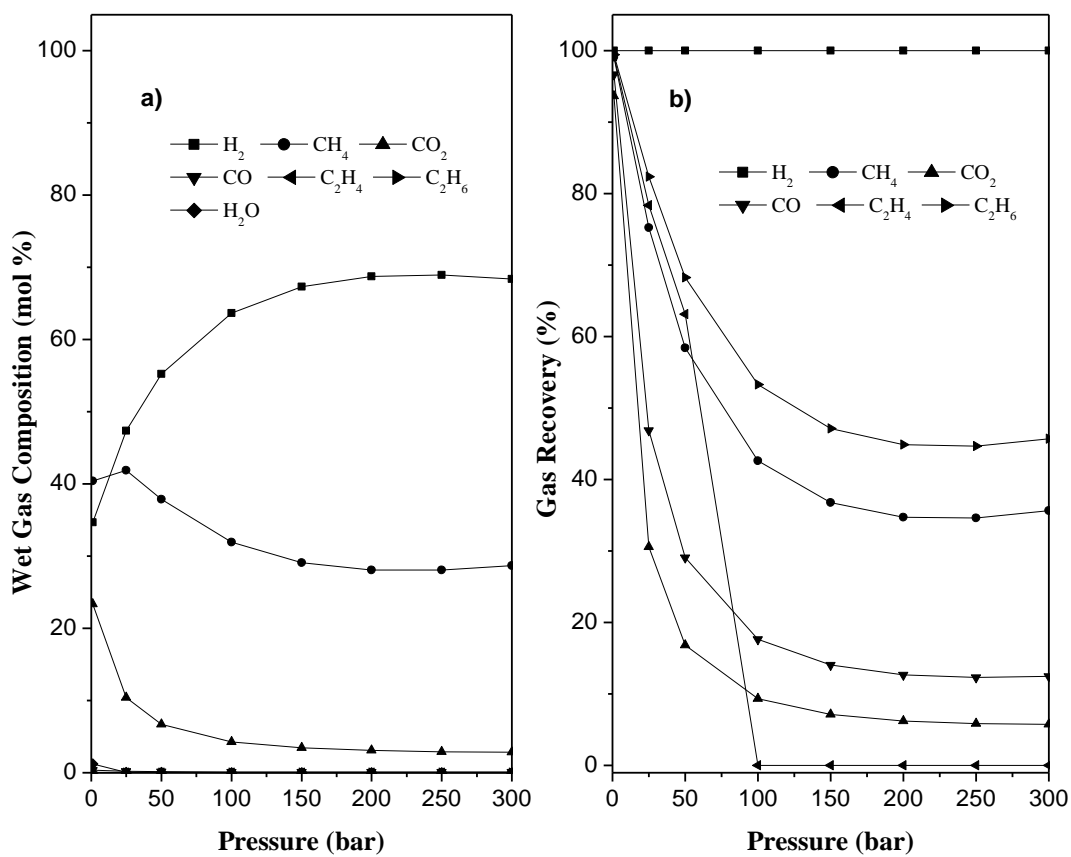 a)
H₂ CH₄ CO₂
CO C₂H₄ C₂H₆
H₂O
Wet Gas Composition (mol %)
100
80
60
40
20
0
0 50 100 150 200 250 300
Pressure (bar)
b)
H₂ CH₄ CO₂
CO C₂H₄ C₂H₆
Gas Recovery (%)
100
80
60
40
20
0
0 50 100 150 200 250 300
Pressure (bar)